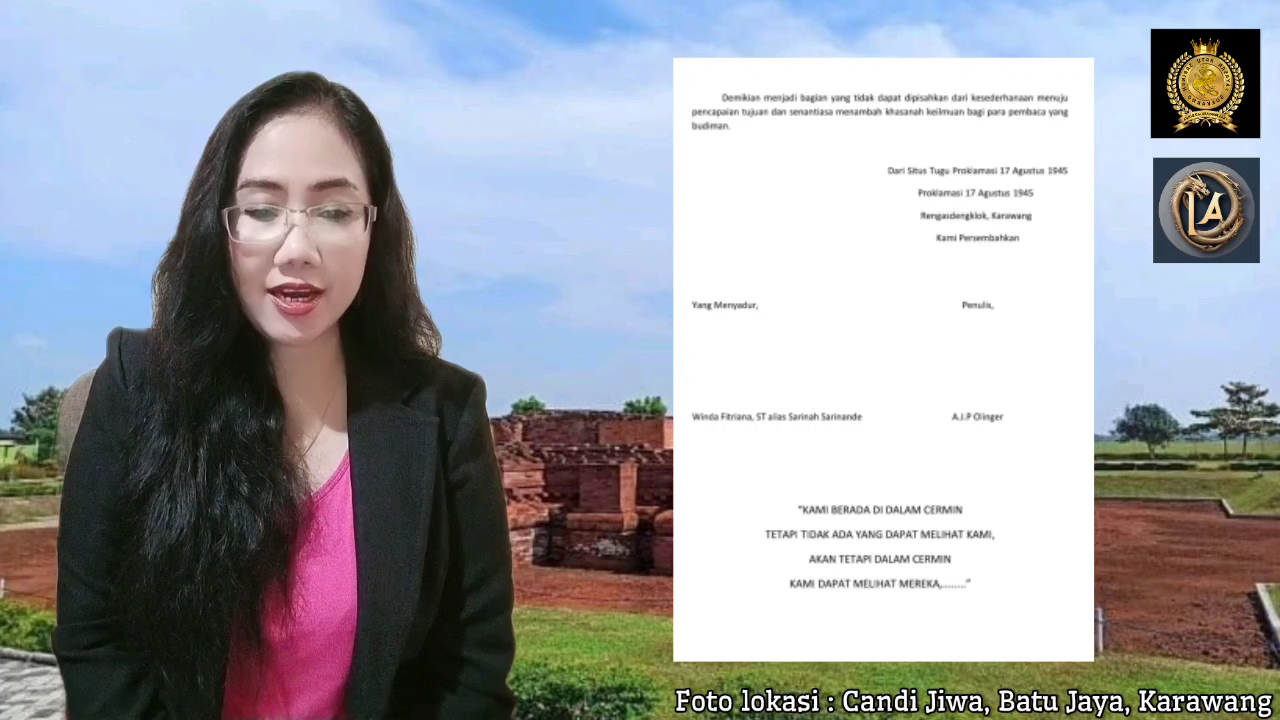 Demikian menjadi bagian yang tidak dapat dipisahkan dari kesederhanaan menuju
pencapaian tujuan dan senantiasa menambah khasanah keilmuan bagi para pembaca yang
budiman.
Dari Situs Tugu Proklamasi 17 Agustus 1945
Proklamasi 17 Agustus 1945
Rengasdengklok, Karawang
Kami Persembahkan
Yang Menyadur,
Penulis,
Winda Fitriana, ST alias Sarinah Sarinande
A.J.P Olinger
"KAMI BERADA DI DALAM CERMIN
TETAPI TIDAK ADA YANG DAPAT MELIHAT KAMI,
AKAN TETAPI DALAM CERMIN
KAMI DAPAT MELIHAT MEREKA,........"
LA
Foto lokasi : Candi Jiwa, Batu Jaya, Karawang